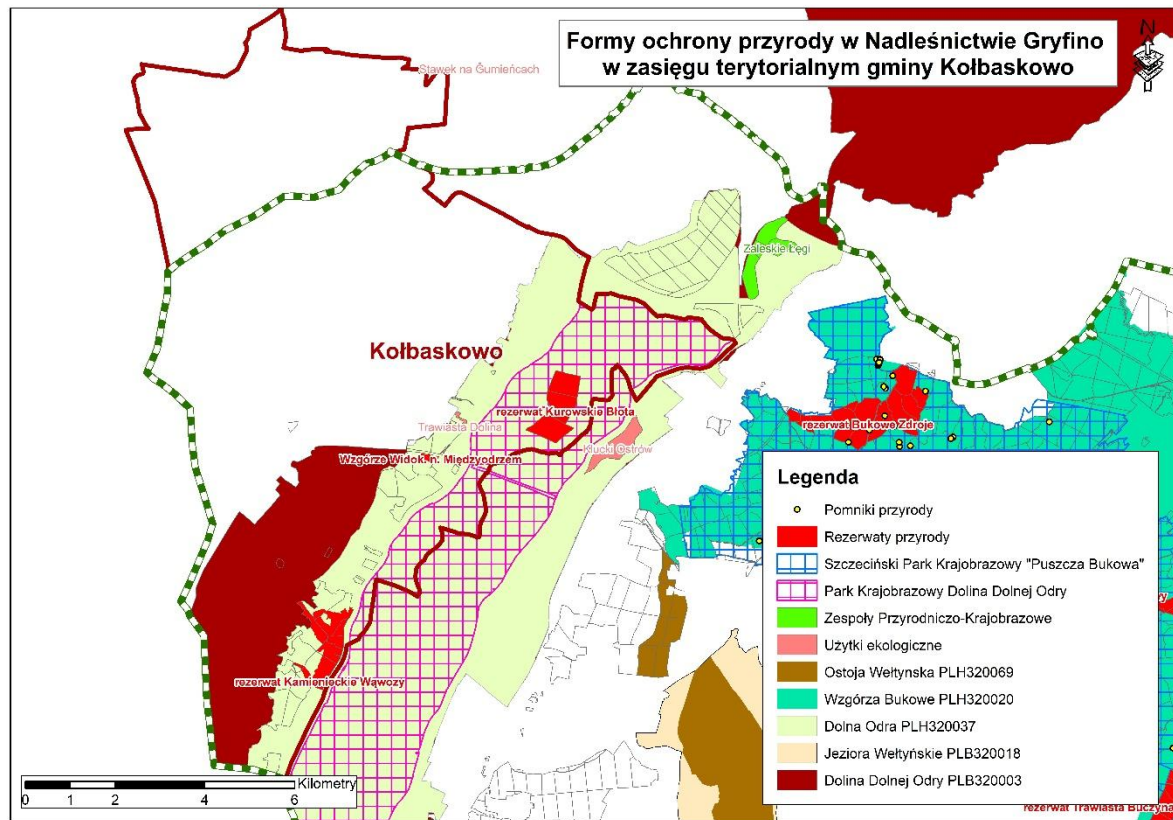 Formy ochrony przyrody w Nadleśnictwie Gryfino
w zasięgu terytorialnym gminy Kołbaskowo
N
Stawek na Gumieńcach
Zaleskie Łęgi
Kołbaskowo
rezerwat Kurowskie Błota
Trawiasta Dolina
rezerwat Bukowe Zdroje
Klucki Ostrów
Wzgórze Widok. n. Międzyodrzem
rezerwat Kamienieckie Wąwozy
Legenda
Pomniki przyrody
Rezerwaty przyrody
Szczeciński Park Krajobrazowy "Puszcza Bukowa"
Park Krajobrazowy Dolina Dolnej Odry
Zespoły Przyrodniczo-Krajobrazowe
Użytki ekologiczne
Ostoja Wełtynska PLH320069
Wzgórza Bukowe PLH320020
Dolna Odra PLH320037
Jeziora Wełtyńskie PLB320018
Dolina Dolnej Odry PLB320003
rezerwat Trawiasta Buczyna
Kilometry
0 1 2 4 6